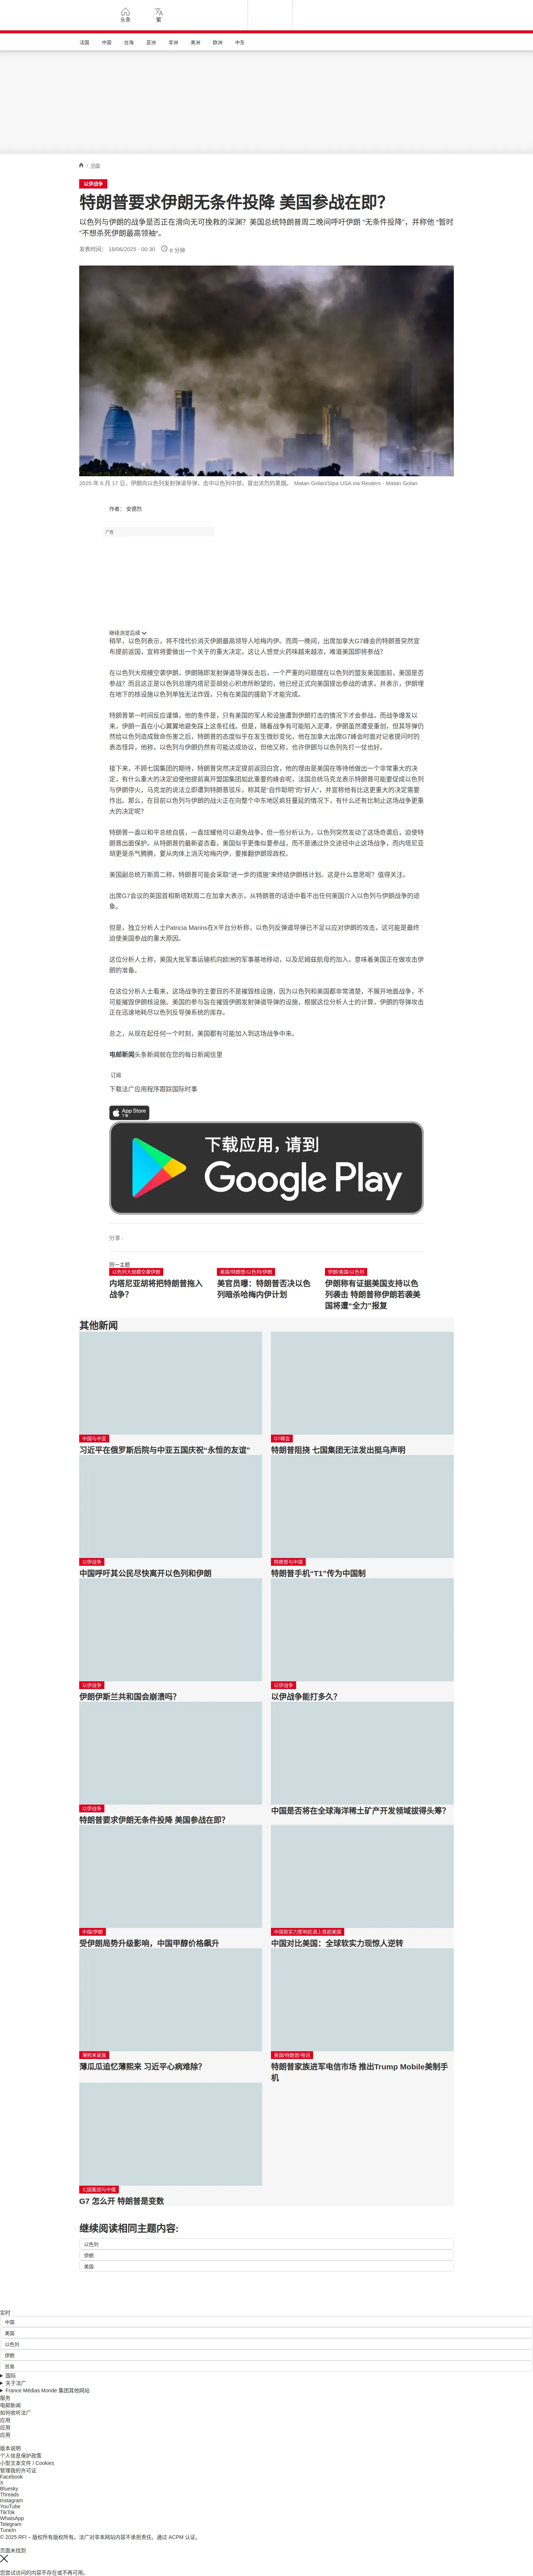 头条
繁
法国
中国
台海
亚洲
非洲
美洲
欧洲
中东
/ 法国
以伊战争
特朗普要求伊朗无条件投降 美国参战在即？
以色列与伊朗的战争是否正在滑向无可挽救的深渊？美国总统特朗普周二晚间呼吁伊朗 “无条件投降”，并称他 “暂时
”不想杀死伊朗最高领袖”。
发表时间： 18/06/2025 - 00:30 6 分钟
2025 年 6 月 17 日，伊朗向以色列发射弹道导弹，击中以色列中部，冒出浓烈的黑烟。 Matan Golan/Sipa USA via Reuters - Matan Golan
作者： 安德烈
广告
继续浏览后续
稍早，以色列表示，将不惜代价消灭伊朗最高领导人哈梅内伊。而周一晚间，出席加拿大G7峰会的特朗普突然宣
布提前返国，宣称将要做出一个关于的重大决定。这让人感觉火药味越来越浓，难道美国即将参战？
在以色列大规模空袭伊朗，伊朗随即发射弹道导弹反击后，一个严重的问题摆在以色列的盟友美国面前，美国是否
参战？而且这正是以色列总理内塔尼亚胡处心积虑所盼望的，他已经正式向美国提出参战的请求，并表示，伊朗埋
在地下的核设施以色列单独无法炸毁，只有在美国的援助下才能完成。
特朗普第一时间反应谨慎。他的条件是，只有美国的军人和设施遭到伊朗打击的情况下才会参战，而战争爆发以
来，伊朗一直在小心翼翼地避免踩上这条红线。但是，随着战争有可能陷入泥潭，伊朗虽然遭受重创，但其导弹仍
然给以色列造成致命伤害之后，特朗普的态度似乎在发生微妙变化，他在加拿大出席G7峰会时面对记者提问时的
表态怪异，他称，以色列与伊朗仍然有可能达成协议，但他又称，也许伊朗与以色列先打一仗也好。
接下来，不顾七国集团的期待，特朗普突然决定提前返回白宫，他的理由是美国在等待他做出一个非常重大的决
定，有什么重大的决定迫使他提前离开盟国集团如此重要的峰会呢，法国总统马克龙表示特朗普可能要促成以色列
与伊朗停火，马克龙的说法立即遭到特朗普驳斥，称其是“自作聪明”的“好人”，并宣称他有比这更重大的决定需要
作出。那么，在目前以色列与伊朗的战火正在向整个中东地区疯狂蔓延的情况下，有什么还有比制止这场战争更重
大的决定呢？
特朗普一直以和平总统自居，一直炫耀他可以避免战争，但一些分析认为，以色列突然发动了这场奇袭后，迫使特
朗普出面保护。从特朗普的最新姿态看，美国似乎更像似要参战，而不是通过外交途径中止这场战争，而内塔尼亚
胡更是杀气腾腾，要从肉体上消灭哈梅内伊，要推翻伊朗现政权。
美国副总统万斯周二称，特朗普可能会采取“进一步的措施”来终结伊朗核计划。这是什么意思呢？值得关注。
出席G7会议的英国首相斯塔默周二在加拿大表示，从特朗普的话语中看不出任何美国介入以色列与伊朗战争的迹
象。
但是，独立分析人士Patricia Marins在X平台分析称，以色列反弹道导弹已不足以应对伊朗的攻击，这可能是最终
迫使美国参战的重大原因。
这位分析人士称，美国大批军事运输机向欧洲的军事基地移动，以及尼姆兹航母的加入，意味着美国正在做攻击伊
朗的准备。
在这位分析人士看来，这场战争的主要目的不是摧毁核设施，因为以色列和美国都非常清楚，不展开地面战争，不
可能摧毁伊朗核设施。美国的参与旨在摧毁伊朗发射弹道导弹的设施，根据这位分析人士的计算，伊朗的导弹攻击
正在迅速地耗尽以色列反导弹系统的库存。
总之，从现在起任何一个时刻，美国都有可能加入到这场战争中来。
电邮新闻头条新闻就在您的每日新闻信里
订阅
下载法广应用程序跟踪国际时事
App Store
下载
下载应用，请到
Google Play
分享 :
同一主题
以色列大规模空袭伊朗
内塔尼亚胡将把特朗普拖入
战争？
美国/特朗普/以色列/伊朗
美官员曝：特朗普否决以色
列暗杀哈梅内伊计划
伊朗/美国/以色列
伊朗称有证据美国支持以色
列袭击 特朗普称伊朗若袭美
国将遭“全力”报复
其他新闻
中国与中亚
习近平在俄罗斯后院与中亚五国庆祝“永恒的友谊”
G7峰会
特朗普阻挠 七国集团无法发出挺乌声明
以伊战争
中国呼吁其公民尽快离开以色列和伊朗
特朗普与中国
特朗普手机“T1”传为中国制
以伊战争
伊朗伊斯兰共和国会崩溃吗？
以伊战争
以伊战争能打多久？
以伊战争
特朗普要求伊朗无条件投降 美国参战在即？
中国是否将在全球海洋稀土矿产开发领域拔得头筹？
中国/伊朗
受伊朗局势升级影响，中国甲醇价格飙升
中国软实力影响民调上首超美国
中国对比美国：全球软实力现惊人逆转
薄熙来家族
薄瓜瓜追忆薄熙来 习近平心病难除？
美国/特朗普/电讯
特朗普家族进军电信市场 推出Trump Mobile美制手
机
七国集团与中俄
G7 怎么开 特朗普是变数
继续阅读相同主题内容:
以色列
伊朗
美国
实时
中国
美国
以色列
伊朗
贸易
国际
关于法广
France Médias Monde 集团其他网站
服务
电邮新闻
如何收听法广
应用
应用
应用
版本说明
个人信息保护政策
小型文本文件 / Cookies
管理我的许可证
Facebook
X
Bluesky
Threads
Instagram
YouTube
TikTok
WhatsApp
Telegram
TuneIn
© 2025 RFI – 版权所有版权所有。法广对非本网站内容不承担责任。通过 ACPM 认证。
页面未找到
您尝试访问的内容不存在或不再可用。